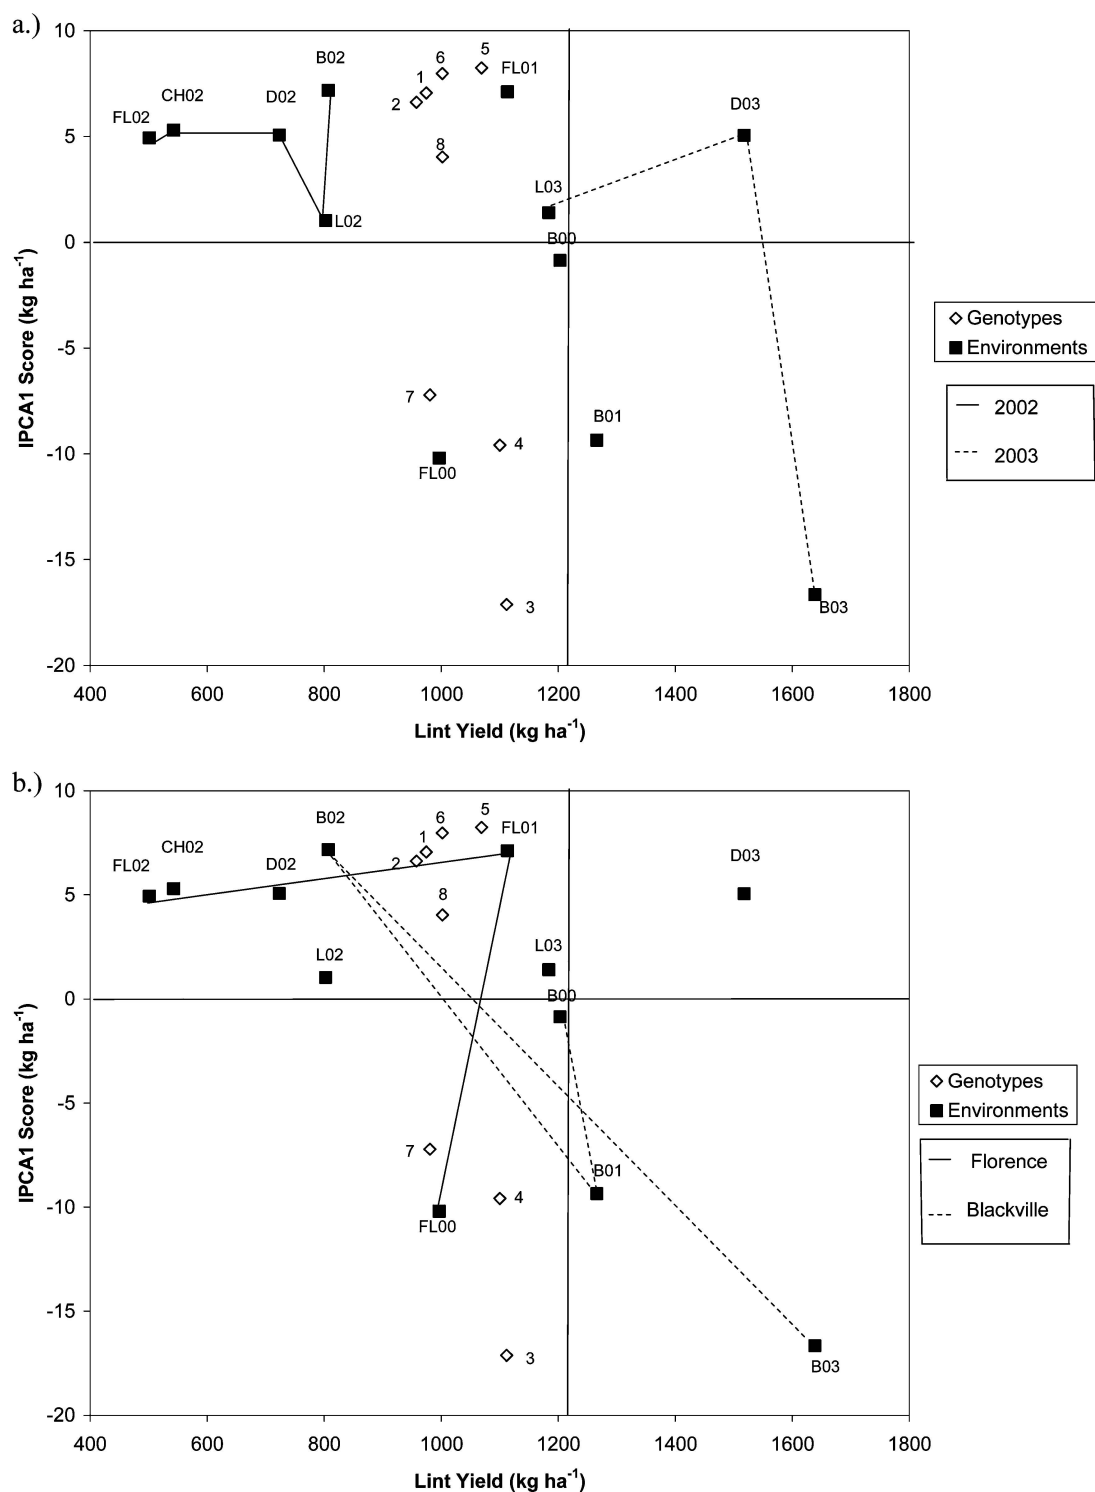 a.)
10
5
0
-5
-10
-15
-20
IPCA1 Score (kg ha-1)
FL02
CH02
D02
B02
L02
2
1
6
5
8
FL01
L03
B00
D03
7
4
FL00
B01
3
B03
400 600 800 1000 1200 1400 1600 1800
Lint Yield (kg ha-1)
Genotypes
Environments
2002
2003
b.)
10
5
0
-5
-10
-15
-20
IPCA1 Score (kg ha-1)
FL02
CH02
D02
B02
L02
2
1
6
5
8
FL01
L03
B00
D03
7
4
FL00
B01
3
B03
400 600 800 1000 1200 1400 1600 1800
Lint Yield (kg ha-1)
Genotypes
Environments
Florence
Blackville